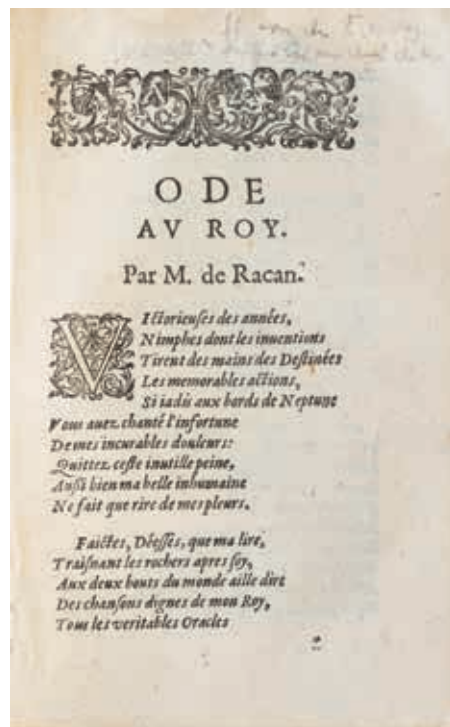 ODE
AV ROY.
Par M. de Racan.
VIctorieuſes des années,
Nimphes dont les inuentions
Tirent des mains des Deſtinées
Les memorables actions,
Si iadis aux bords de Neptune
Vous auez chanté l'infortune
De mes incurables douleurs:
Quittez ceſte inutille peine,
Auſſi bien ma belle inhumaine
Ne fait que rire de mes pleurs.
Faictes, Déeſſes, que ma lire,
Traiſnant les rochers apres ſoy,
Aux deux bouts du monde aille dire
Des chanſons dignes de mon Roy,
Tous les veritables Oracles